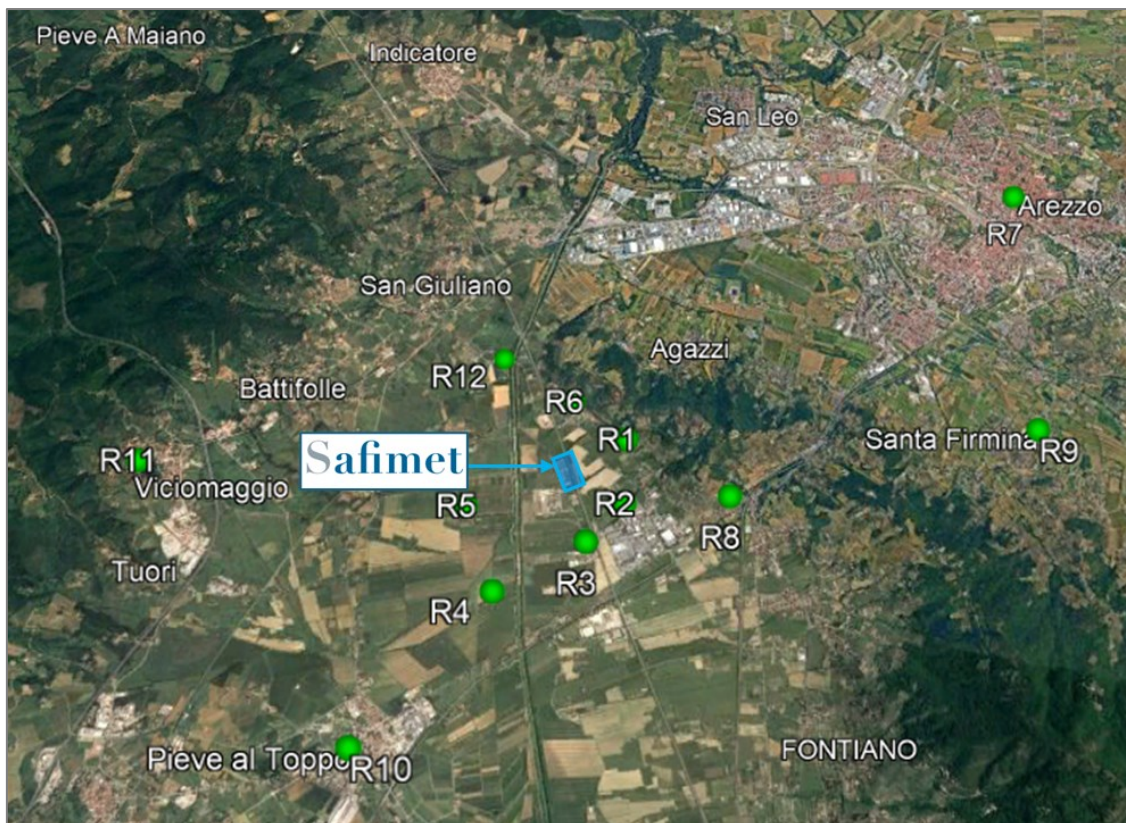 Pieve A Maiano
Indicatore
San Leo
Arezzo
R7
San Giuliano
Agazzi
R12
Battifolle
R6
R1
Santa Firmina
R9
Safimet
R11
Viciomaggio
R5
R2
R8
Tuori
R3
R4
Pieve al Toppo
R10
FONTIANO